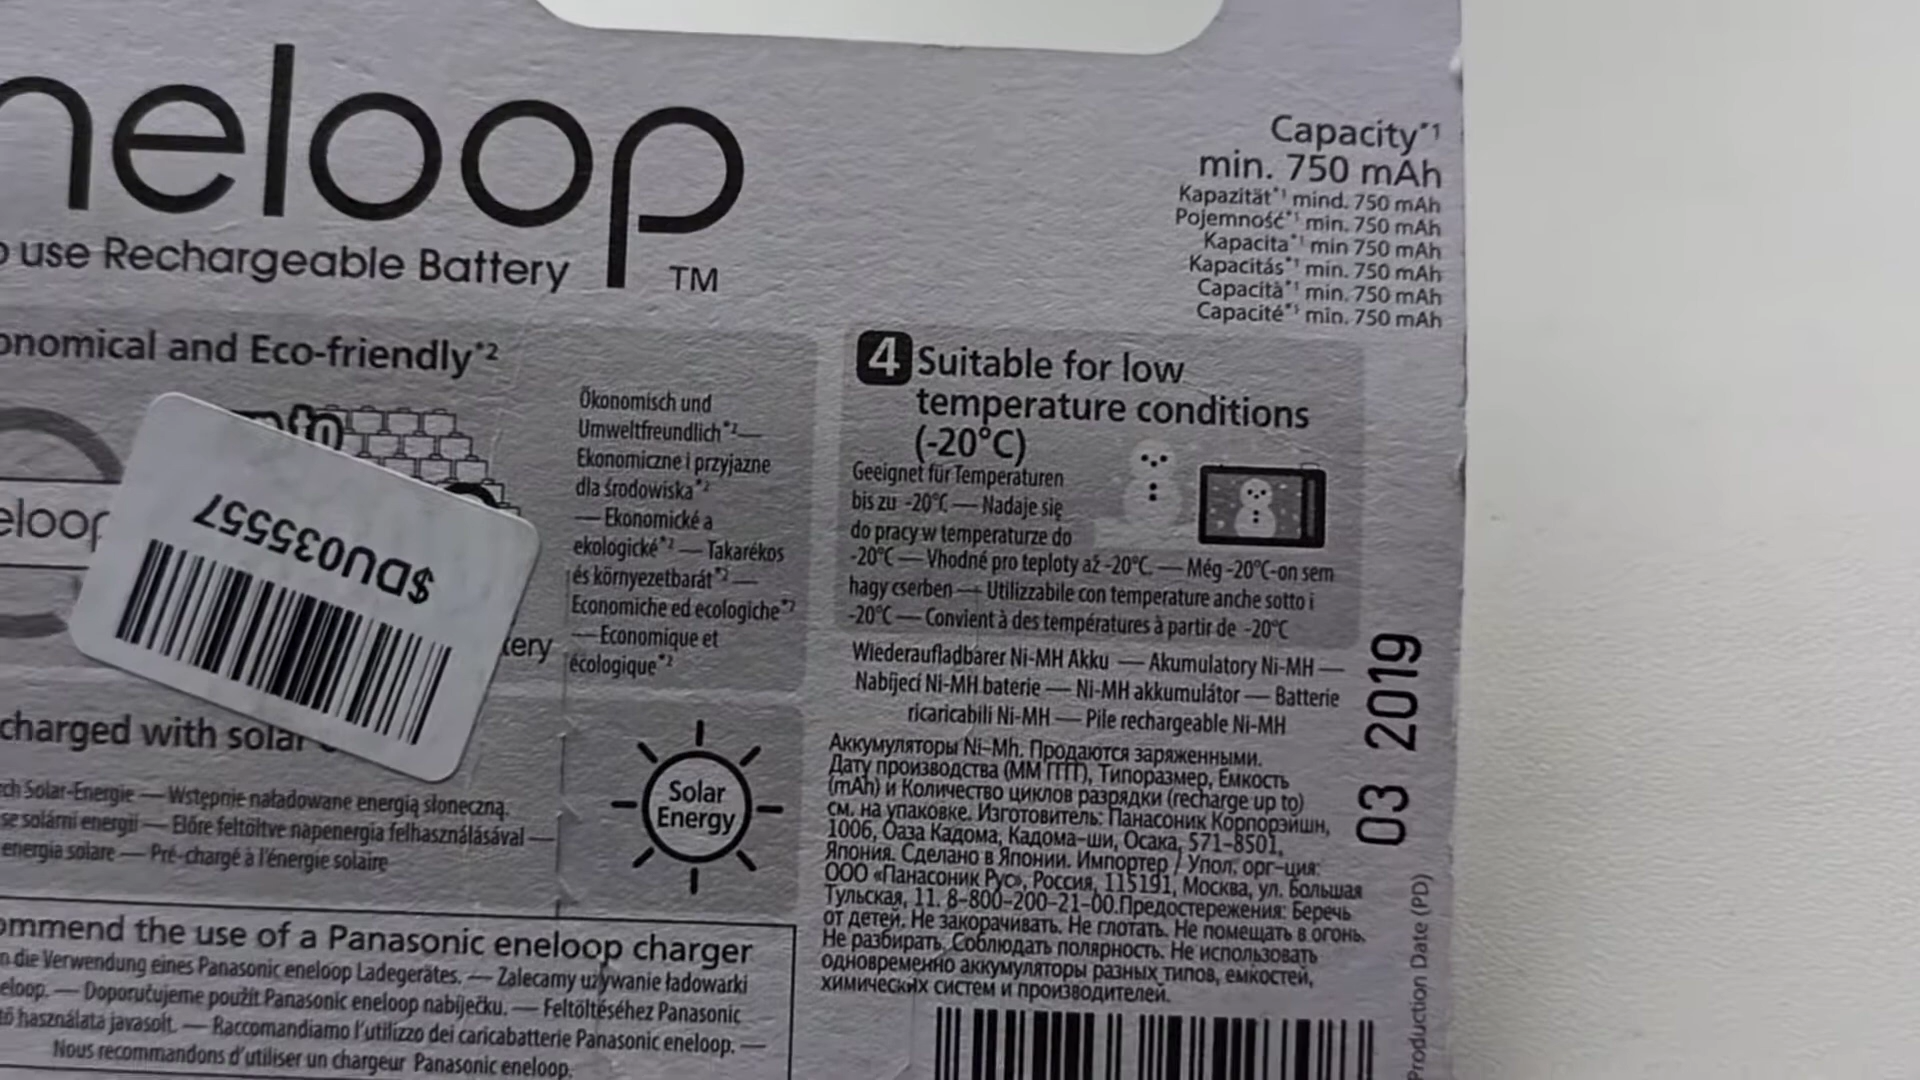 neloop
TM
use Rechargeable Battery
Capacity*1
min. 750 mAh
Kapazität*1 mind. 750 mAh
Pojemność*1 min. 750 mAh
Kapacita*1 min 750 mAh
Kapacitás*1 min. 750 mAh
Capacità*1 min. 750 mAh
Capacité*1 min. 750 mAh
onomical and Eco-friendly*2
eloop
$DU035557
tery
Ökonomisch und
Umweltfreundlich*2—
Ekonomiczne i przyjazne
dla środowiska*2
— Ekonomické a
ekologické*2 — Takarékos
és környezetbarát*2 —
Economiche ed ecologiche*2
— Economique et
écologique*2
4 Suitable for low
temperature conditions
(-20°C)
Geeignet für Temperaturen
bis zu -20°C — Nadaje się
do pracy w temperaturze do
-20°C — Vhodné pro teploty až -20°C. — Még -20°C-on sem
hagy cserben — Utilizzabile con temperature anche sotto i
-20°C — Convient à des températures à partir de -20°C
Wiederaufladbarer Ni-MH Akku — Akumulatory Ni-MH —
Nabíjecí Ni-MH baterie — Ni-MH akkumulátor — Batterie
ricaricabili Ni-MH — Pile rechargeable Ni-MH
Аккумуляторы Ni-Mh. Продаются заряженными.
Дату производства (ММ ГГГГ), Типоразмер, Емкость
(mAh) и Количество циклов разрядки (recharge up to)
см. на упаковке. Изготовитель: Панасоник Корпорэйшн,
1006, Оаза Кадома, Кадома-ши, Осака, 571-8501,
Япония. Сделано в Японии. Импортер / Упол. орг-ция:
ООО «Панасоник Рус», Россия, 115191, Москва, ул. Большая
Тульская, 11. 8-800-200-21-00.Предостережения: Беречь
от детей. Не закорачивать. Не глотать. Не помещать в огонь.
Не разбирать. Соблюдать полярность. Не использовать
одновременно аккумуляторы разных типов, емкостей,
химических систем и производителей.
03 2019
Production Date (PD)
charged with solar
ch Solar-Energie — Wstępnie naładowane energią słoneczną.
se solární energií — Előre feltöltve napenergia felhasználásával —
energia solare — Pré-chargé à l'énergie solaire
Solar
Energy
ommend the use of a Panasonic eneloop charger
n die Verwendung eines Panasonic eneloop Ladegerätes. — Zalecamy używanie ładowarki
eloop. — Doporučujeme použít Panasonic eneloop nabíječku. — Feltöltéséhez Panasonic
tő használata javasolt. — Raccomandiamo l'utilizzo dei caricabatterie Panasonic eneloop. —
Nous recommandons d'utiliser un chargeur Panasonic eneloop.